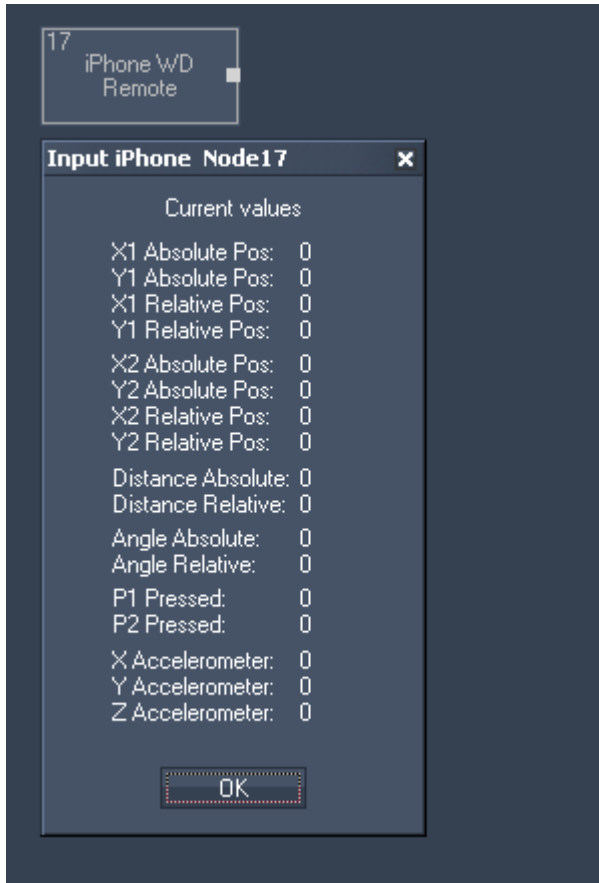 17
iPhone WD
Remote
Input iPhone Node17
Current values
X1 Absolute Pos: 0
Y1 Absolute Pos: 0
X1 Relative Pos: 0
Y1 Relative Pos: 0
X2 Absolute Pos: 0
Y2 Absolute Pos: 0
X2 Relative Pos: 0
Y2 Relative Pos: 0
Distance Absolute: 0
Distance Relative: 0
Angle Absolute: 0
Angle Relative: 0
P1 Pressed: 0
P2 Pressed: 0
X Accelerometer: 0
Y Accelerometer: 0
Z Accelerometer: 0
OK